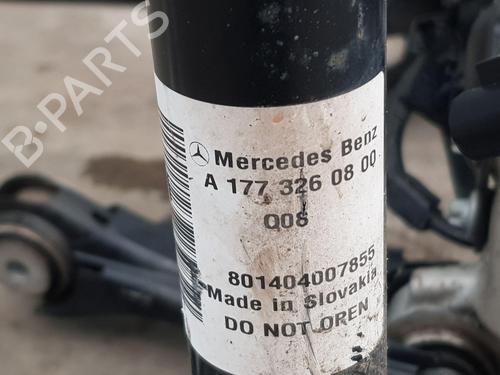 B-PARTS
Mercedes Benz
A 177 326 08 00
Q08
801404007855
Made in Slovakia
DO NOT OPEN